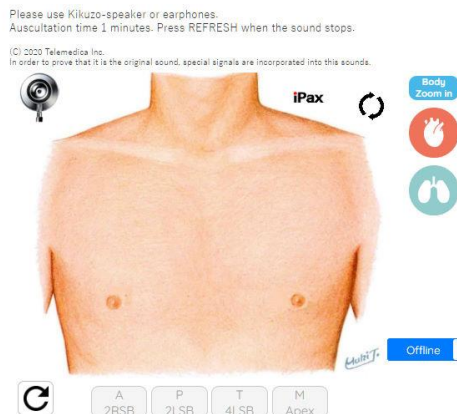 Please use Kikuzo-speaker or earphones.
Auscultation time 1 minutes. Press REFRESH when the sound stops.
(C) 2020 Telemedica Inc.
In order to prove that it is the original sound, special signals are incorporated into this sounds.
iPax
Body
Zoom in
Offline
A P T M
2RSB 2LSB 4LSB Apex